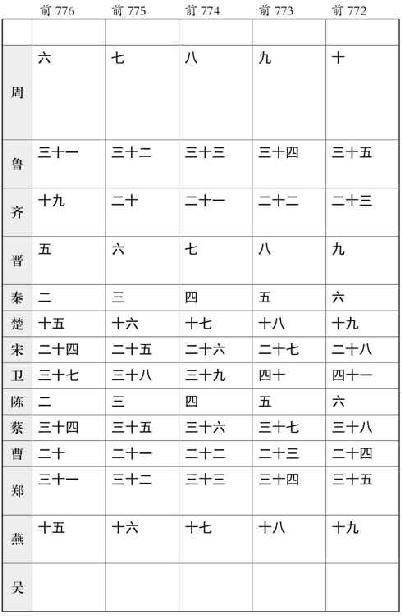 前776 前775 前774 前773 前772
周 六 七 八 九 十
鲁 三十一 三十二 三十三 三十四 三十五
齐 十九 二十 二十一 二十二 二十三
晋 五 六 七 八 九
秦 二 三 四 五 六
楚 十五 十六 十七 十八 十九
宋 二十四 二十五 二十六 二十七 二十八
卫 三十七 三十八 三十九 四十 四十一
陈 二 三 四 五 六
蔡 三十四 三十五 三十六 三十七 三十八
曹 二十 二十一 二十二 二十三 二十四
郑 三十一 三十二 三十三 三十四 三十五
燕 十五 十六 十七 十八 十九
吴